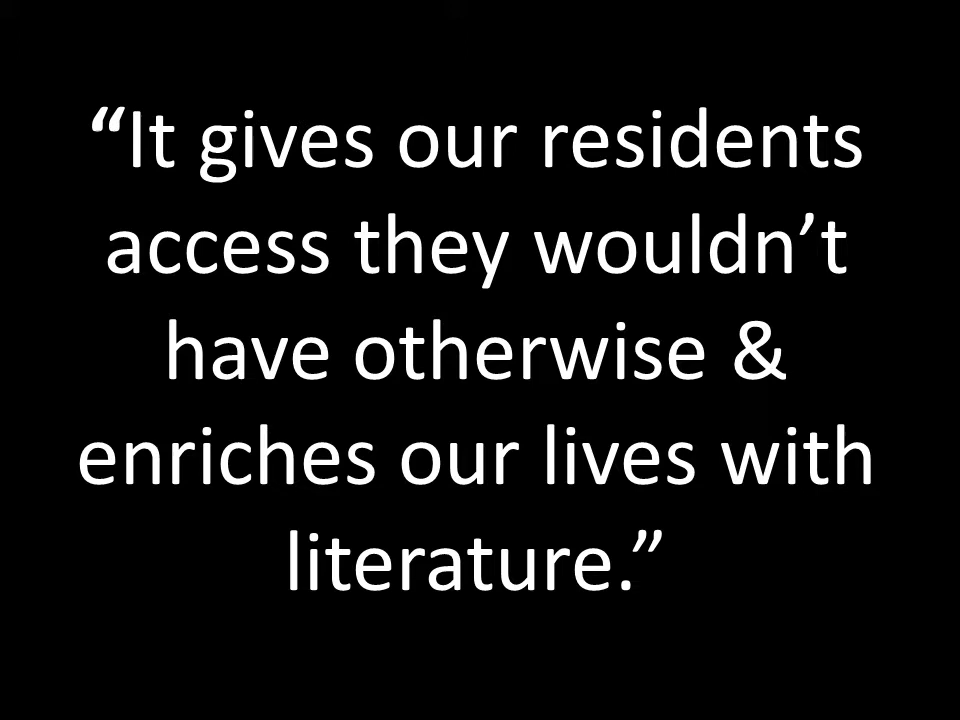 “It gives our residents
access they wouldn’t
have otherwise &
enriches our lives with
literature.”